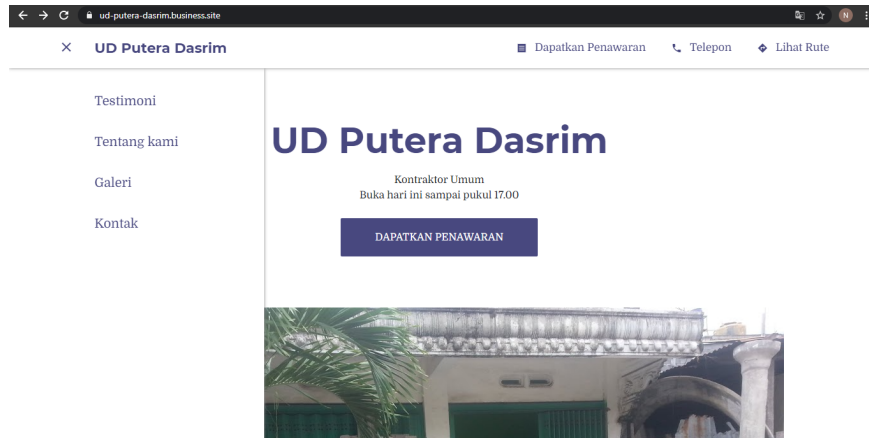 ud-putera-dasrim.business.site
N
UD Putera Dasrim
Dapatkan Penawaran
Telepon
Lihat Rute
Testimoni
Tentang kami
Galeri
Kontak
UD Putera Dasrim
Kontraktor Umum
Buka hari ini sampai pukul 17.00
DAPATKAN PENAWARAN